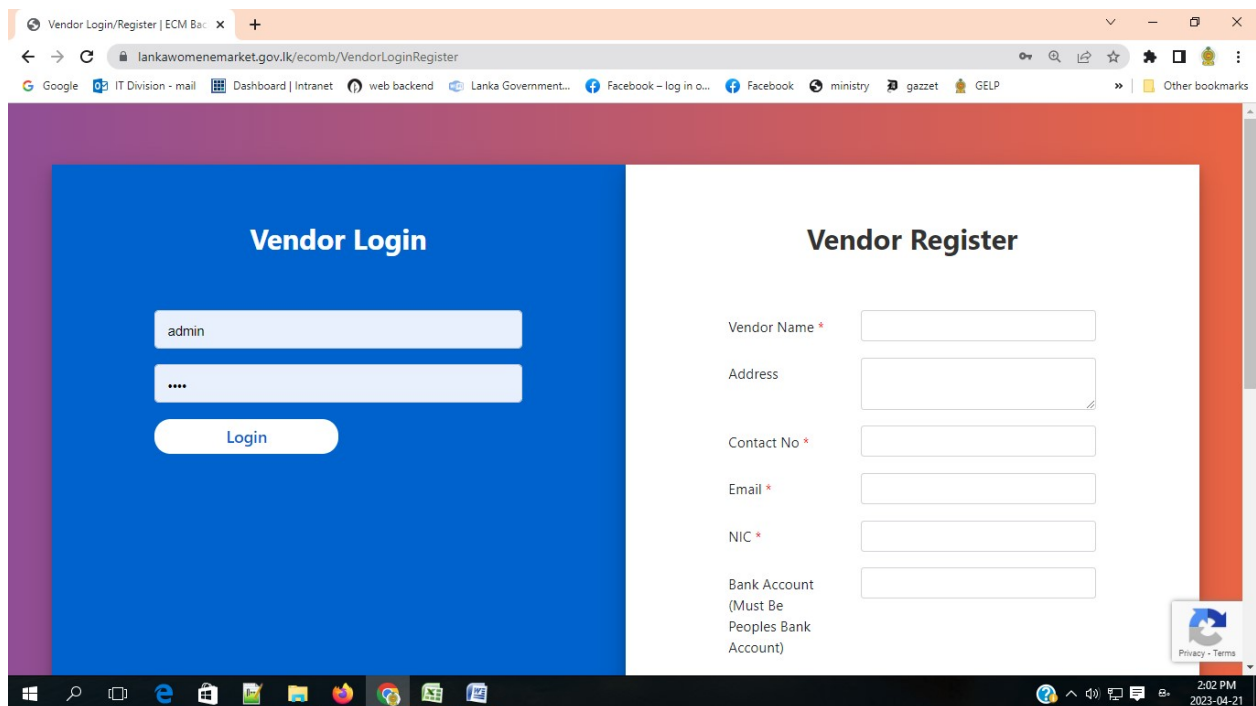 Vendor Login/Register | ECM Bac
lankawomenemarket.gov.lk/ecomb/VendorLoginRegister
Google IT Division - mail Dashboard | Intranet web backend Lanka Government... Facebook – log in o... Facebook ministry gazzet GELP » Other bookmarks
Vendor Login
admin
••••
Login
Vendor Register
Vendor Name *
Address
Contact No *
Email *
NIC *
Bank Account
(Must Be
Peoples Bank
Account)
Privacy - Terms
2:02 PM
2023-04-21